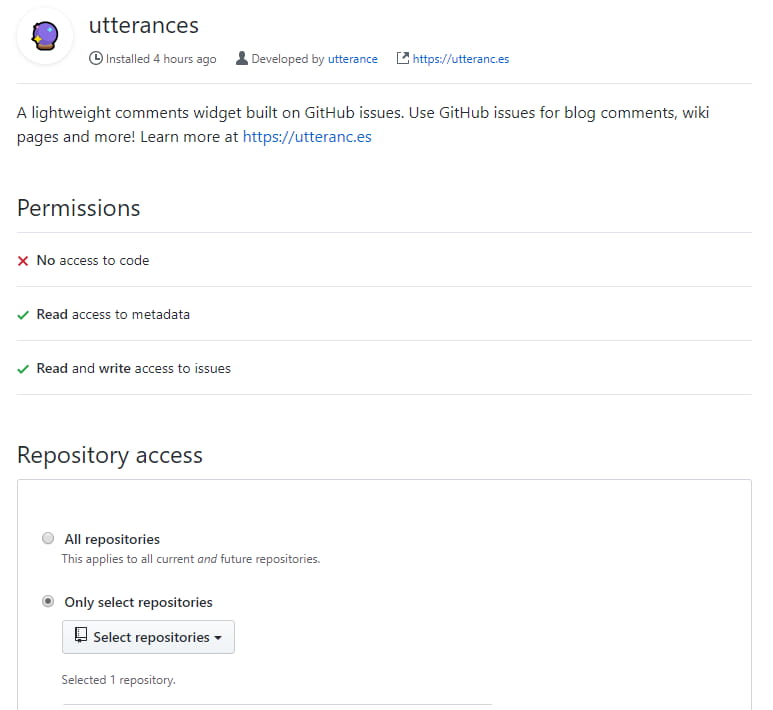 utterances
Installed 4 hours ago Developed by utterance https://utteranc.es
A lightweight comments widget built on GitHub issues. Use GitHub issues for blog comments, wiki
pages and more! Learn more at https://utteranc.es
Permissions
No access to code
Read access to metadata
Read and write access to issues
Repository access
All repositories
This applies to all current and future repositories.
Only select repositories
Select repositories
Selected 1 repository.